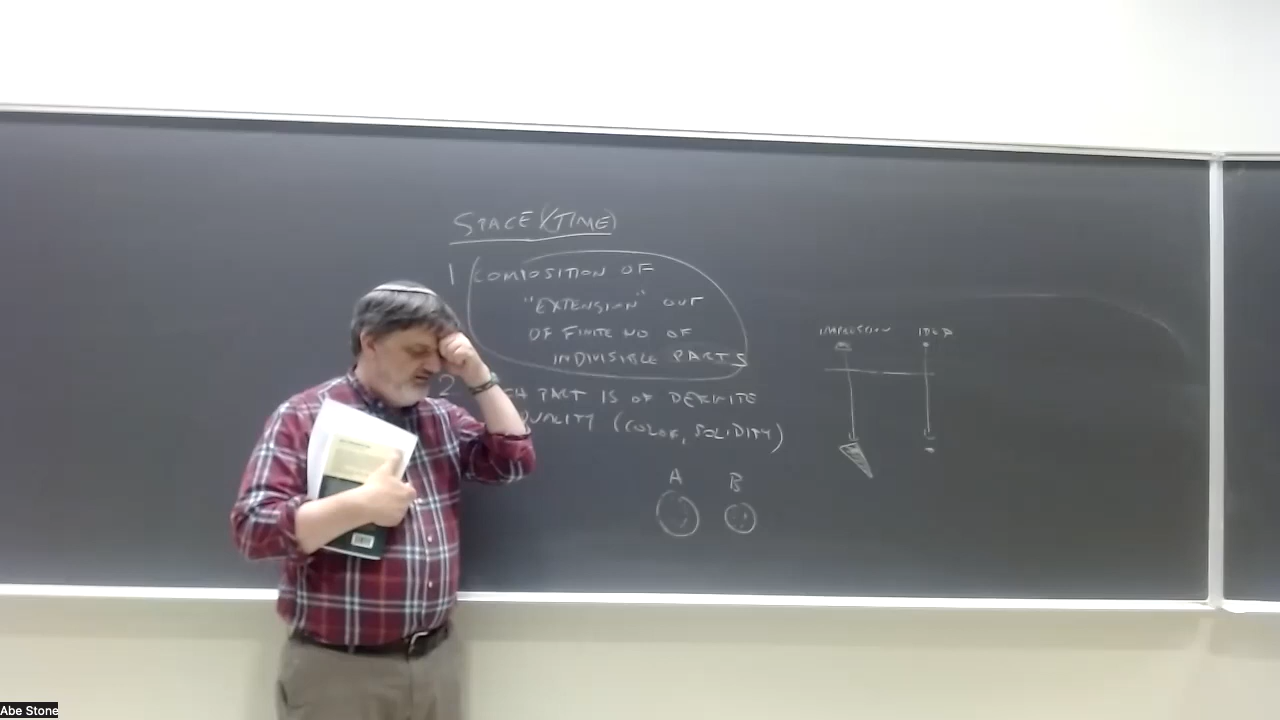 SPACE (TIME)
1 COMPOSITION OF
"EXTENSION" OUT
OF FINITE NO OF
INDIVISIBLE PARTS
2 PART IS OF DEFINITE
QUALITY (COLOR, SOLIDITY)
IMPRESSION IDEA
A B
Abe Stone